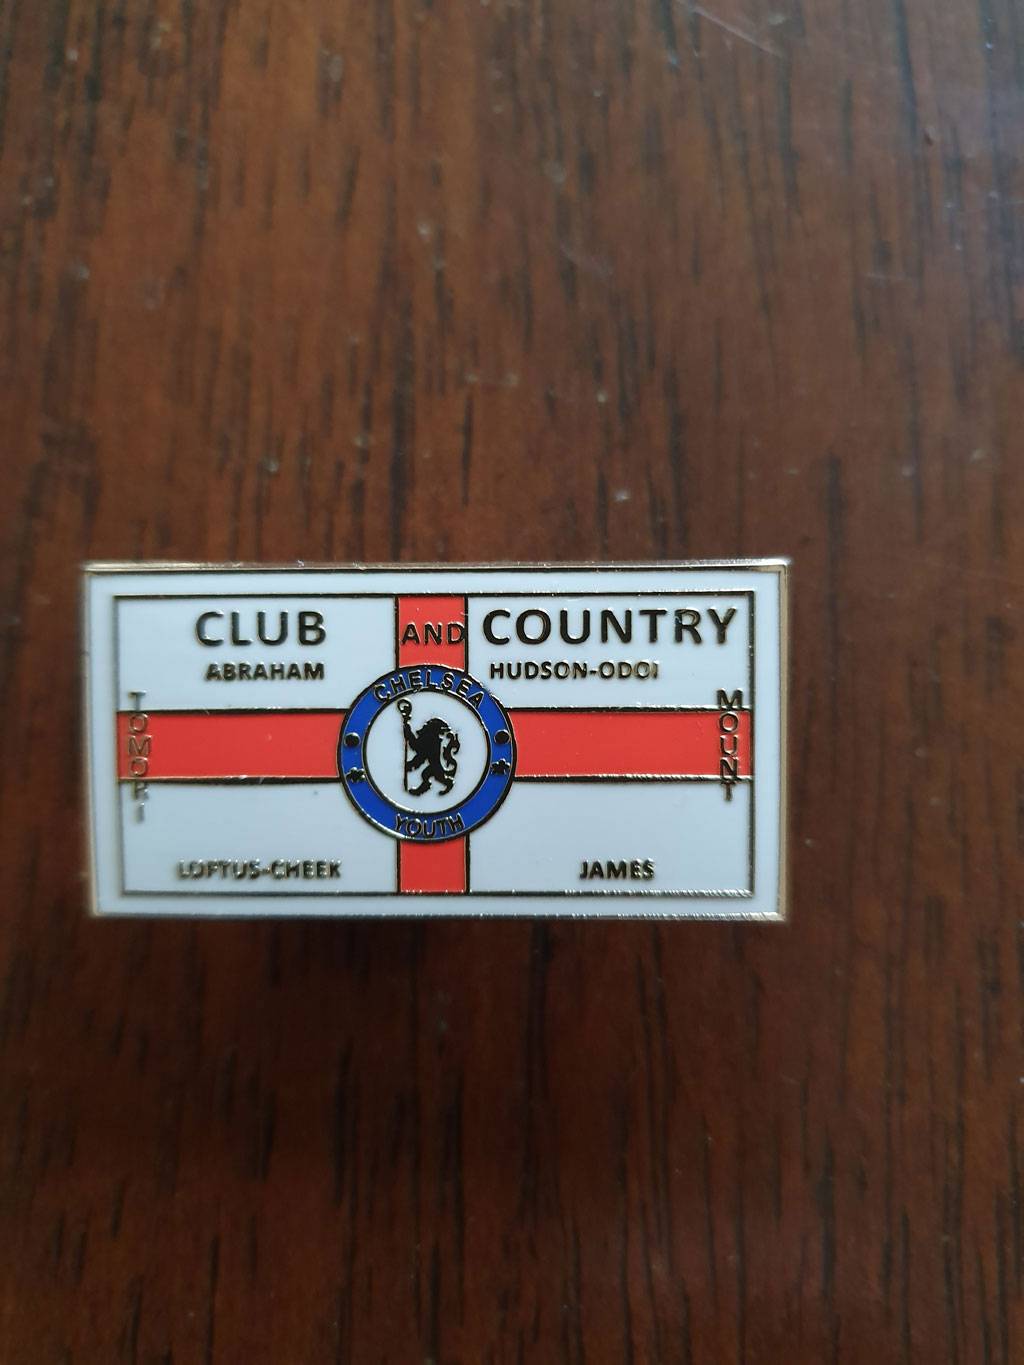 CLUB AND COUNTRY
ABRAHAM
HUDSON-ODOI
TOMORI
CHELSEA
YOUTH
MOUNT
LOFTUS-CHEEK
JAMES